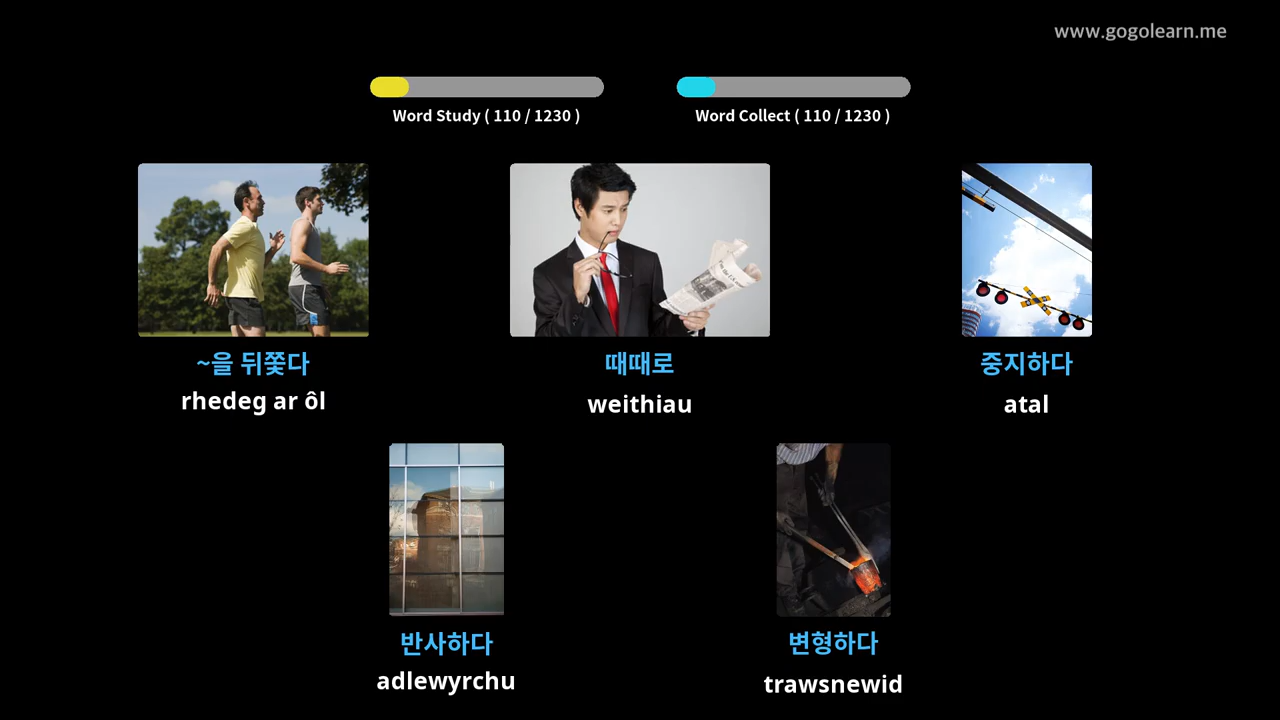 www.gogolearn.me
Word Study ( 110 / 1230 )
Word Collect ( 110 / 1230 )
~을 뒤쫓다
rhedeg ar ôl
때때로
weithiau
중지하다
atal
반사하다
adlewyrchu
변형하다
trawsnewid